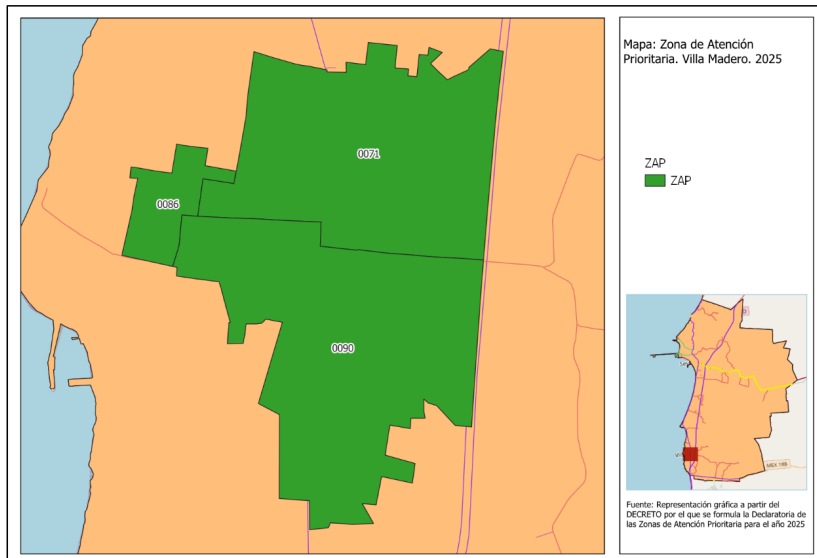 Mapa: Zona de Atención
Prioritaria. Villa Madero. 2025
ZAP
ZAP
0071
0086
0090
MEX 188
Fuente: Representación gráfica a partir del
DECRETO por el que se formula la Declaratoria de
las Zonas de Atención Prioritaria para el año 2025